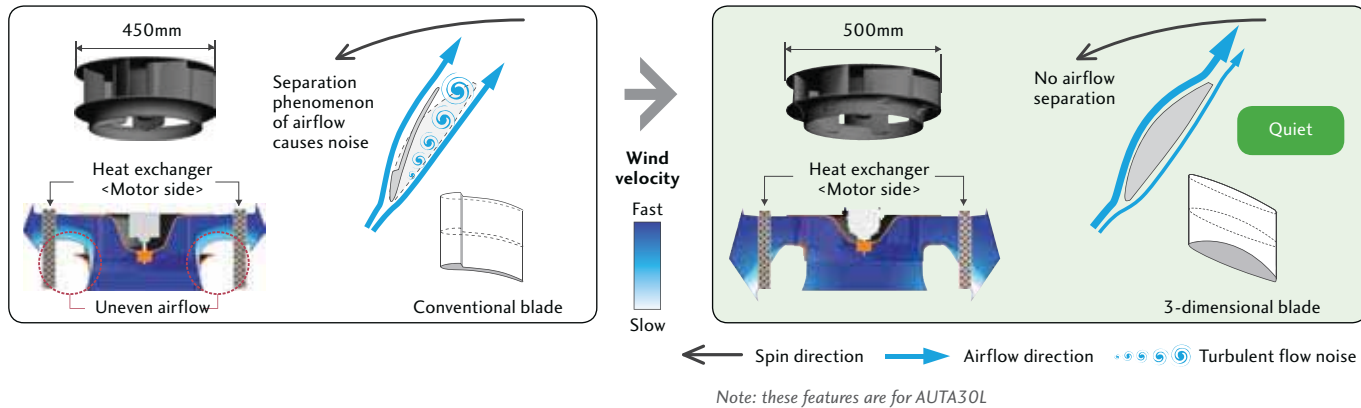 450mm
Separation
phenomenon
of airflow
causes noise
Heat exchanger
<Motor side>
Uneven airflow
Conventional blade
Wind
velocity
Fast
Slow
500mm
No airflow
separation
Quiet
Heat exchanger
<Motor side>
3-dimensional blade
Spin direction
Airflow direction
Turbulent flow noise
Note: these features are for AUTA30L